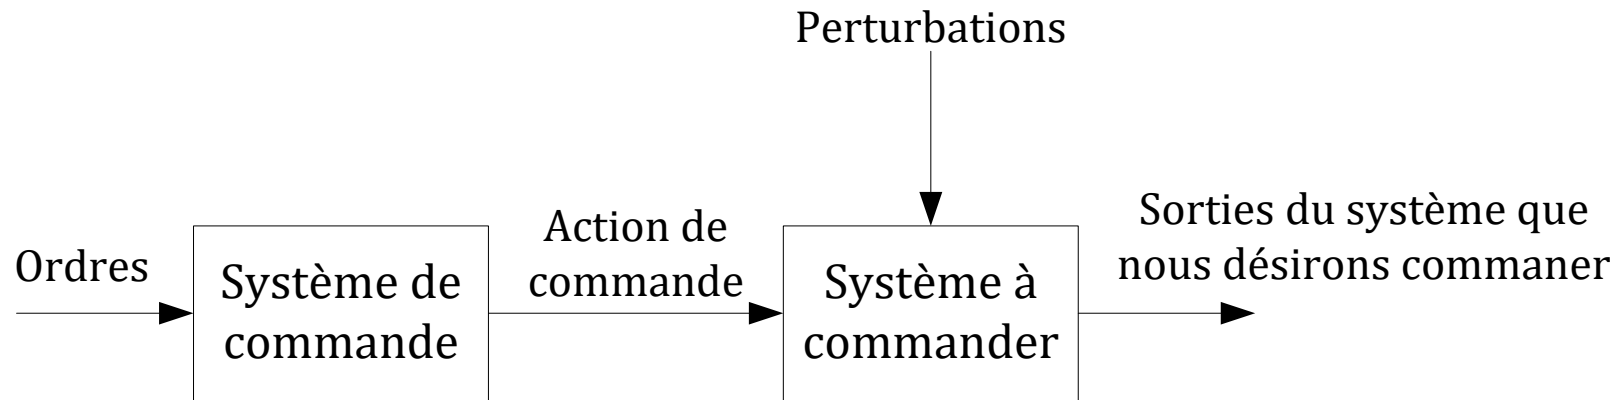 Perturbations
Ordres
Système de
commande
Action de
commande
Système à
commander
Sorties du système que
nous désirons commaner